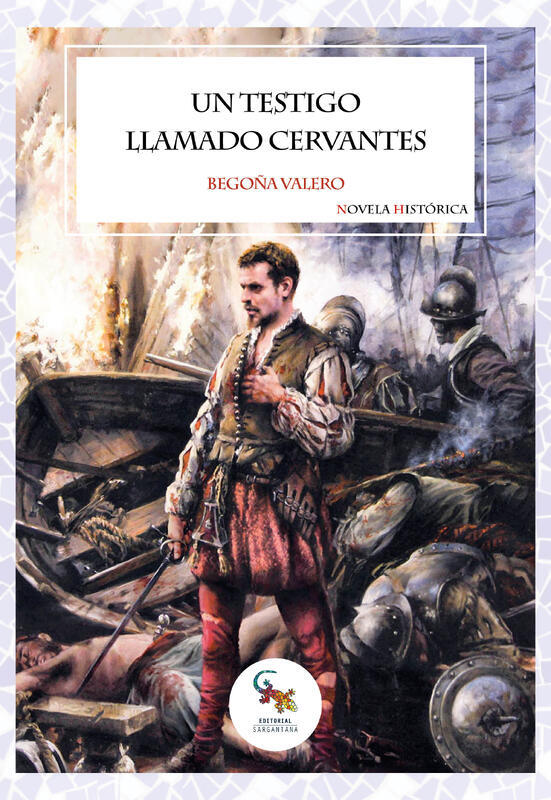 UN TESTIGO
LLAMADO CERVANTES
BEGOÑA VALERO
NOVELA HISTÓRICA
EDITORIAL
SARGANTANA